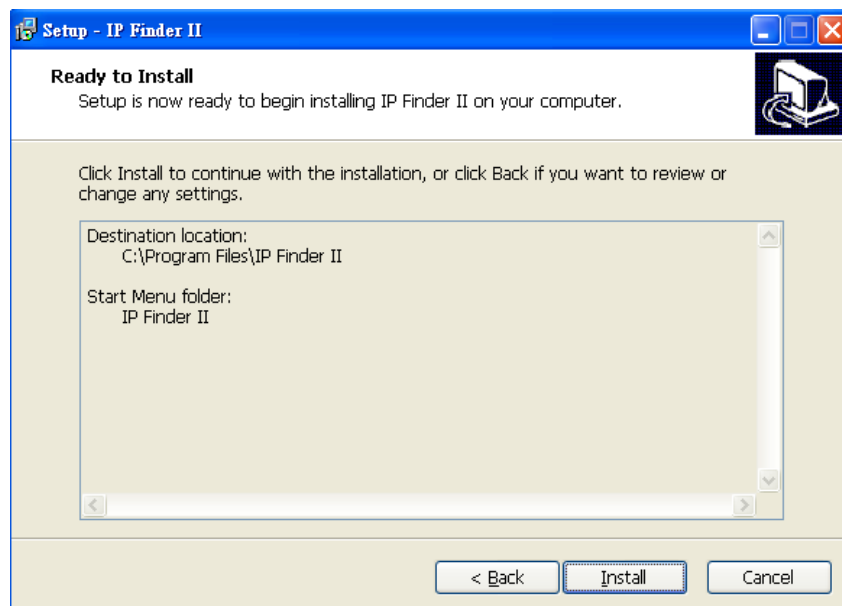 Setup - IP Finder II
Ready to Install
Setup is now ready to begin installing IP Finder II on your computer.
Click Install to continue with the installation, or click Back if you want to review or
change any settings.
Destination location:
C:\Program Files\IP Finder II
Start Menu folder:
IP Finder II
< Back
Install
Cancel